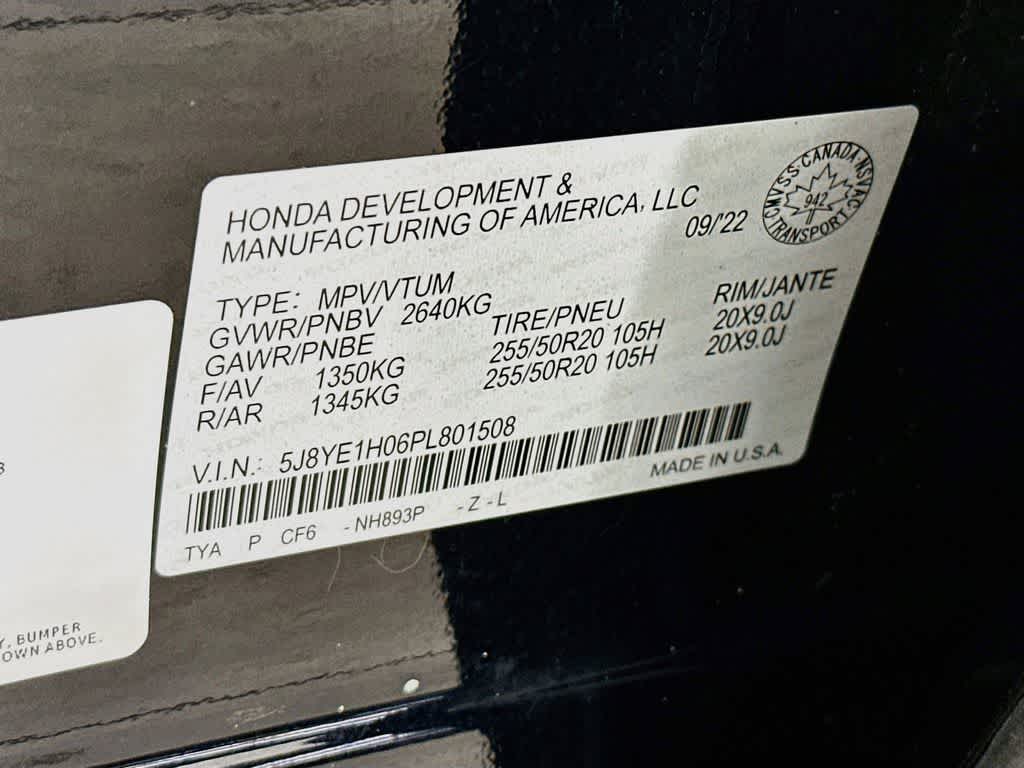 HONDA DEVELOPMENT &
MANUFACTURING OF AMERICA, LLC
09/'22
C.M.V.S.S. CANADA-NSVAC
942
TRANSPORT
TYPE: MPV/VTUM
GVWR/PNBV 2640KG
GAWR/PNBE TIRE/PNEU RIM/JANTE
F/AV 1350KG 255/50R20 105H 20X9.0J
R/AR 1345KG 255/50R20 105H 20X9.0J
V.I.N.: 5J8YE1H06PL801508
MADE IN U.S.A.
TYA P CF6 -NH893P -Z-L
BUMPER
OWN ABOVE.